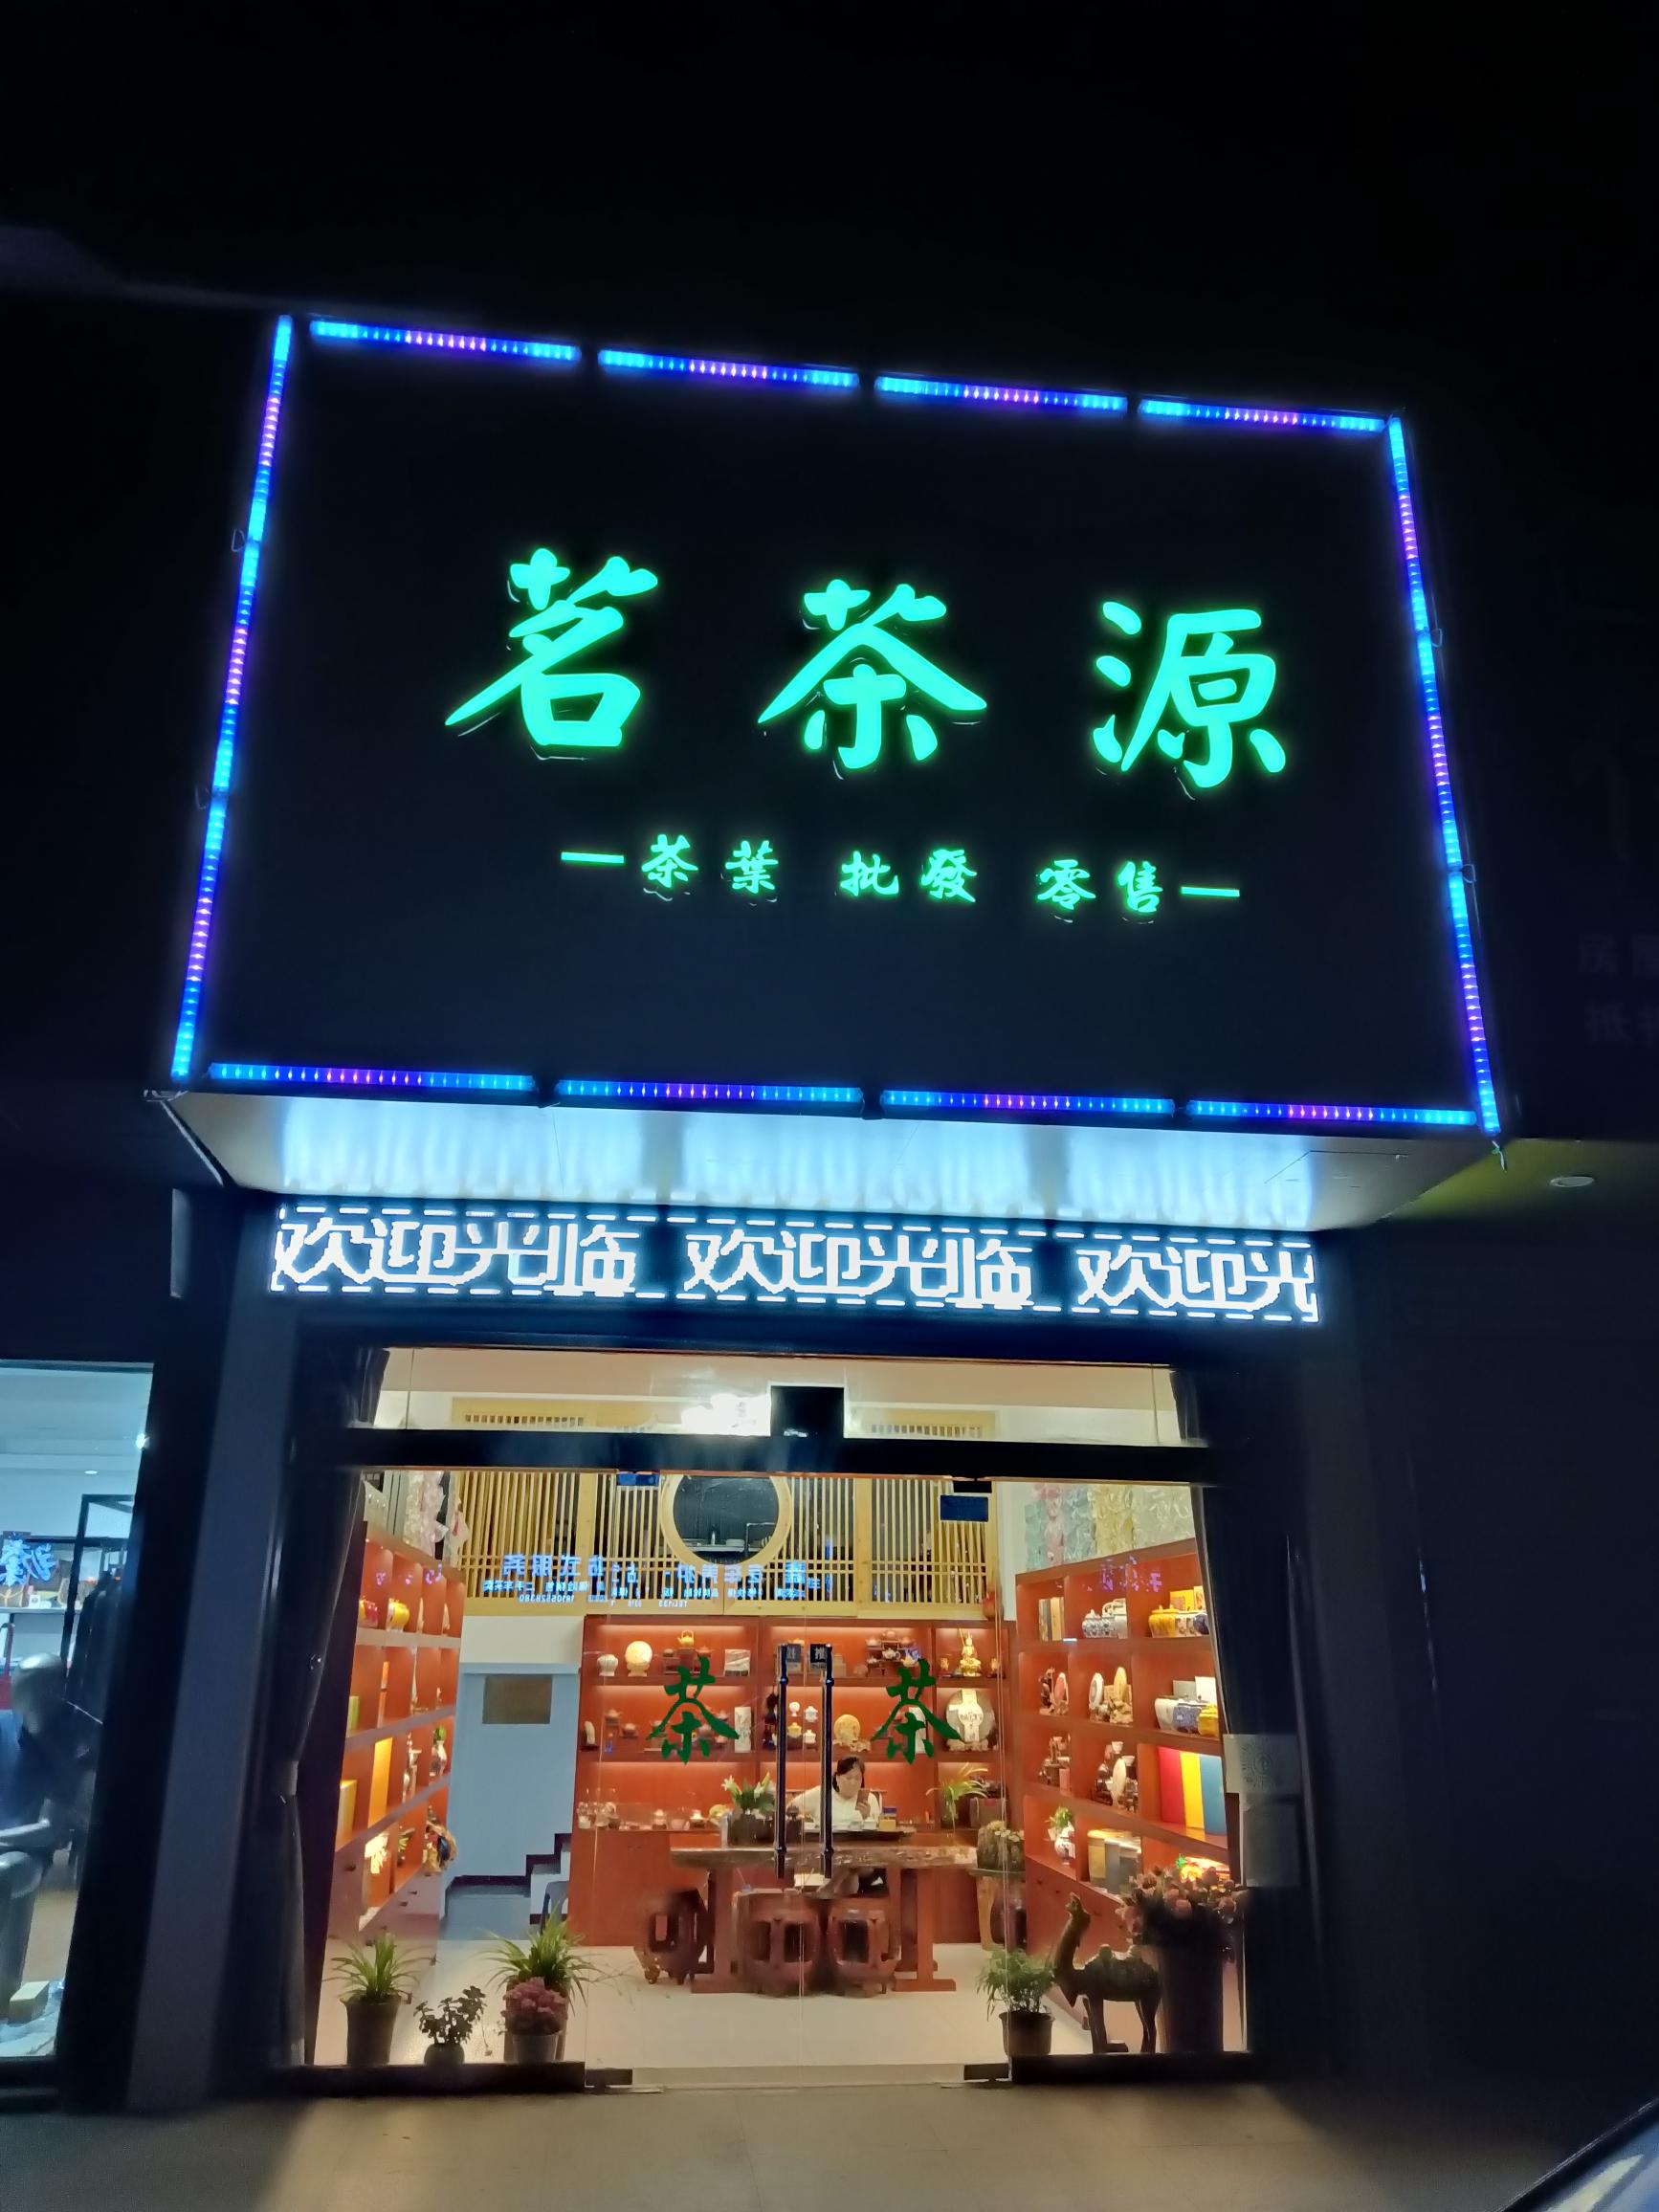 茗茶源
—茶葉 批發 零售—
欢迎光临 欢迎光临 欢迎光
茶 茶